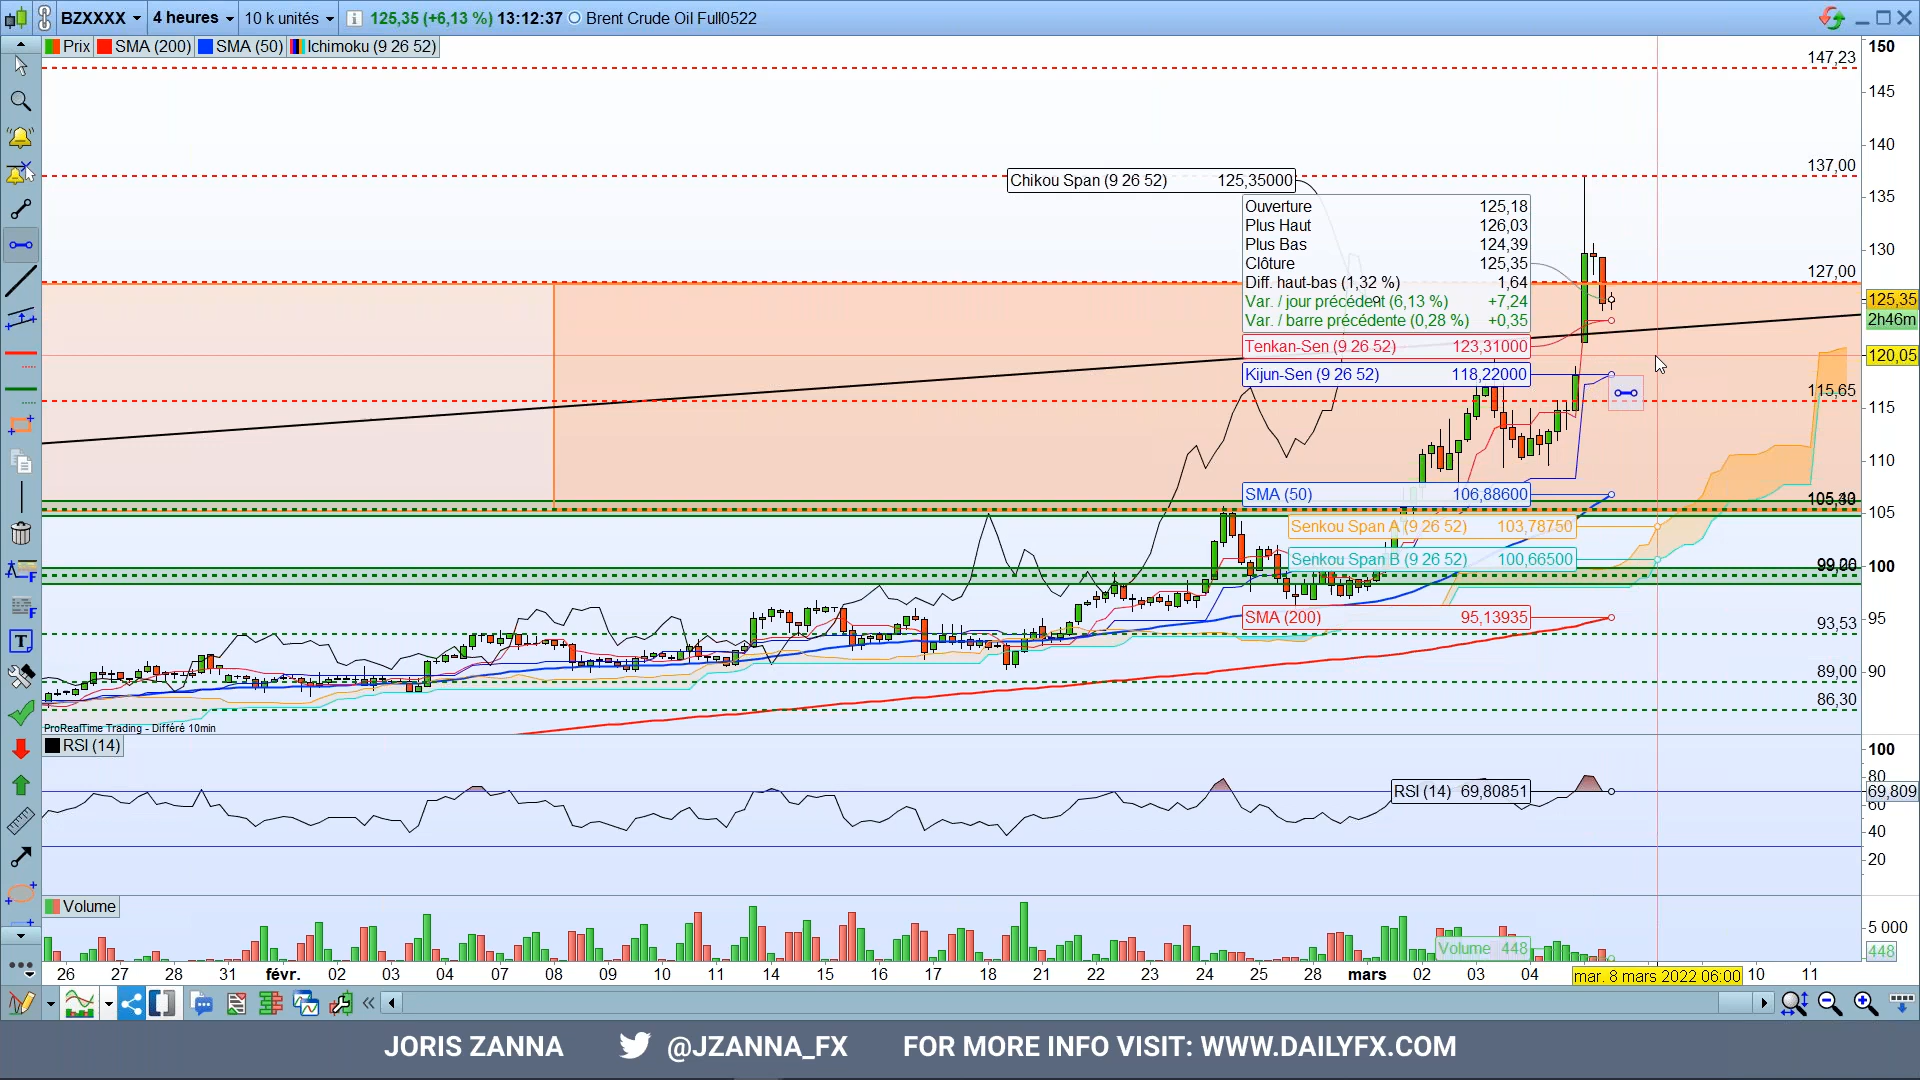 BZXXXX 4 heures 10 k unités 125,35 (+6,13 %) 13:12:37 Brent Crude Oil Full0522
Prix SMA (200) SMA (50) Ichimoku (9 26 52)
150
147,23
145
140
137,00
135
130
127,00
125,35
2h46m
120,05
115,65
115
110
105
100
95
93,53
90
89,00
86,30
Chikou Span (9 26 52) 125,35000
Ouverture 125,18
Plus Haut 126,03
Plus Bas 124,39
Clôture 125,35
Diff. haut-bas (1,32 %) 1,64
Var. / jour précédent (6,13 %) +7,24
Var. / barre précédente (0,28 %) +0,35
Tenkan-Sen (9 26 52) 123,31000
Kijun-Sen (9 26 52) 118,22000
SMA (50) 106,88600
Senkou Span A (9 26 52) 103,78750
Senkou Span B (9 26 52) 100,66500
SMA (200) 95,13935
ProRealTime Trading - Différé 10min
RSI (14)
100
80
69,809
60
40
20
RSI (14) 69,80851
Volume
5 000
448
Volume 448
26 27 28 31 févr. 02 03 04 07 08 09 10 11 14 15 16 17 18 21 22 23 24 25 28 mars 02 03 04 mar. 8 mars 2022 06:00 10 11
JORIS ZANNA @JZANNA_FX FOR MORE INFO VISIT: WWW.DAILYFX.COM